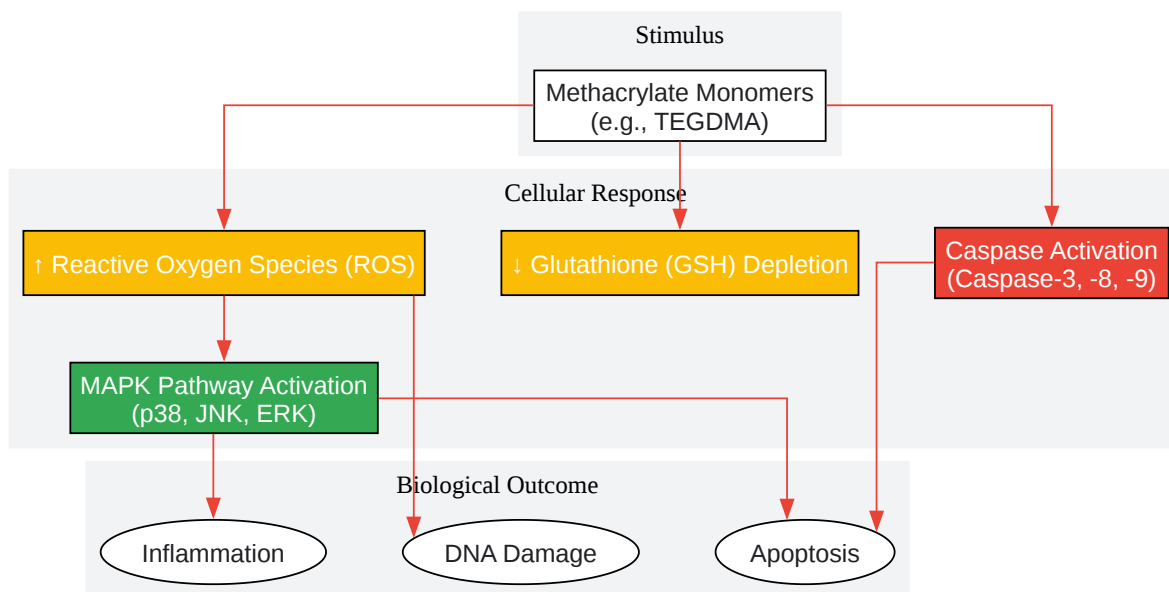 Stimulus
Methacrylate Monomers
(e.g., TEGDMA)
Cellular Response
↑ Reactive Oxygen Species (ROS)
↓ Glutathione (GSH) Depletion
Caspase Activation
(Caspase-3, -8, -9)
MAPK Pathway Activation
(p38, JNK, ERK)
Biological Outcome
Inflammation
DNA Damage
Apoptosis